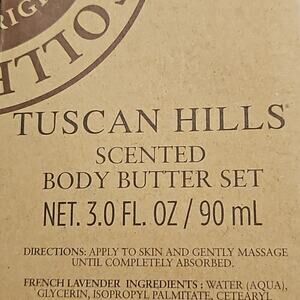 TUSCAN HILLS
SCENTED
BODY BUTTER SET
NET. 3.0 FL. OZ / 90 mL
DIRECTIONS: APPLY TO SKIN AND GENTLY MASSAGE
UNTIL COMPLETELY ABSORBED.
FRENCH LAVENDER INGREDIENTS : WATER (AQUA),
GLYCERIN, ISOPROPYL PALMITATE, CETEARYL